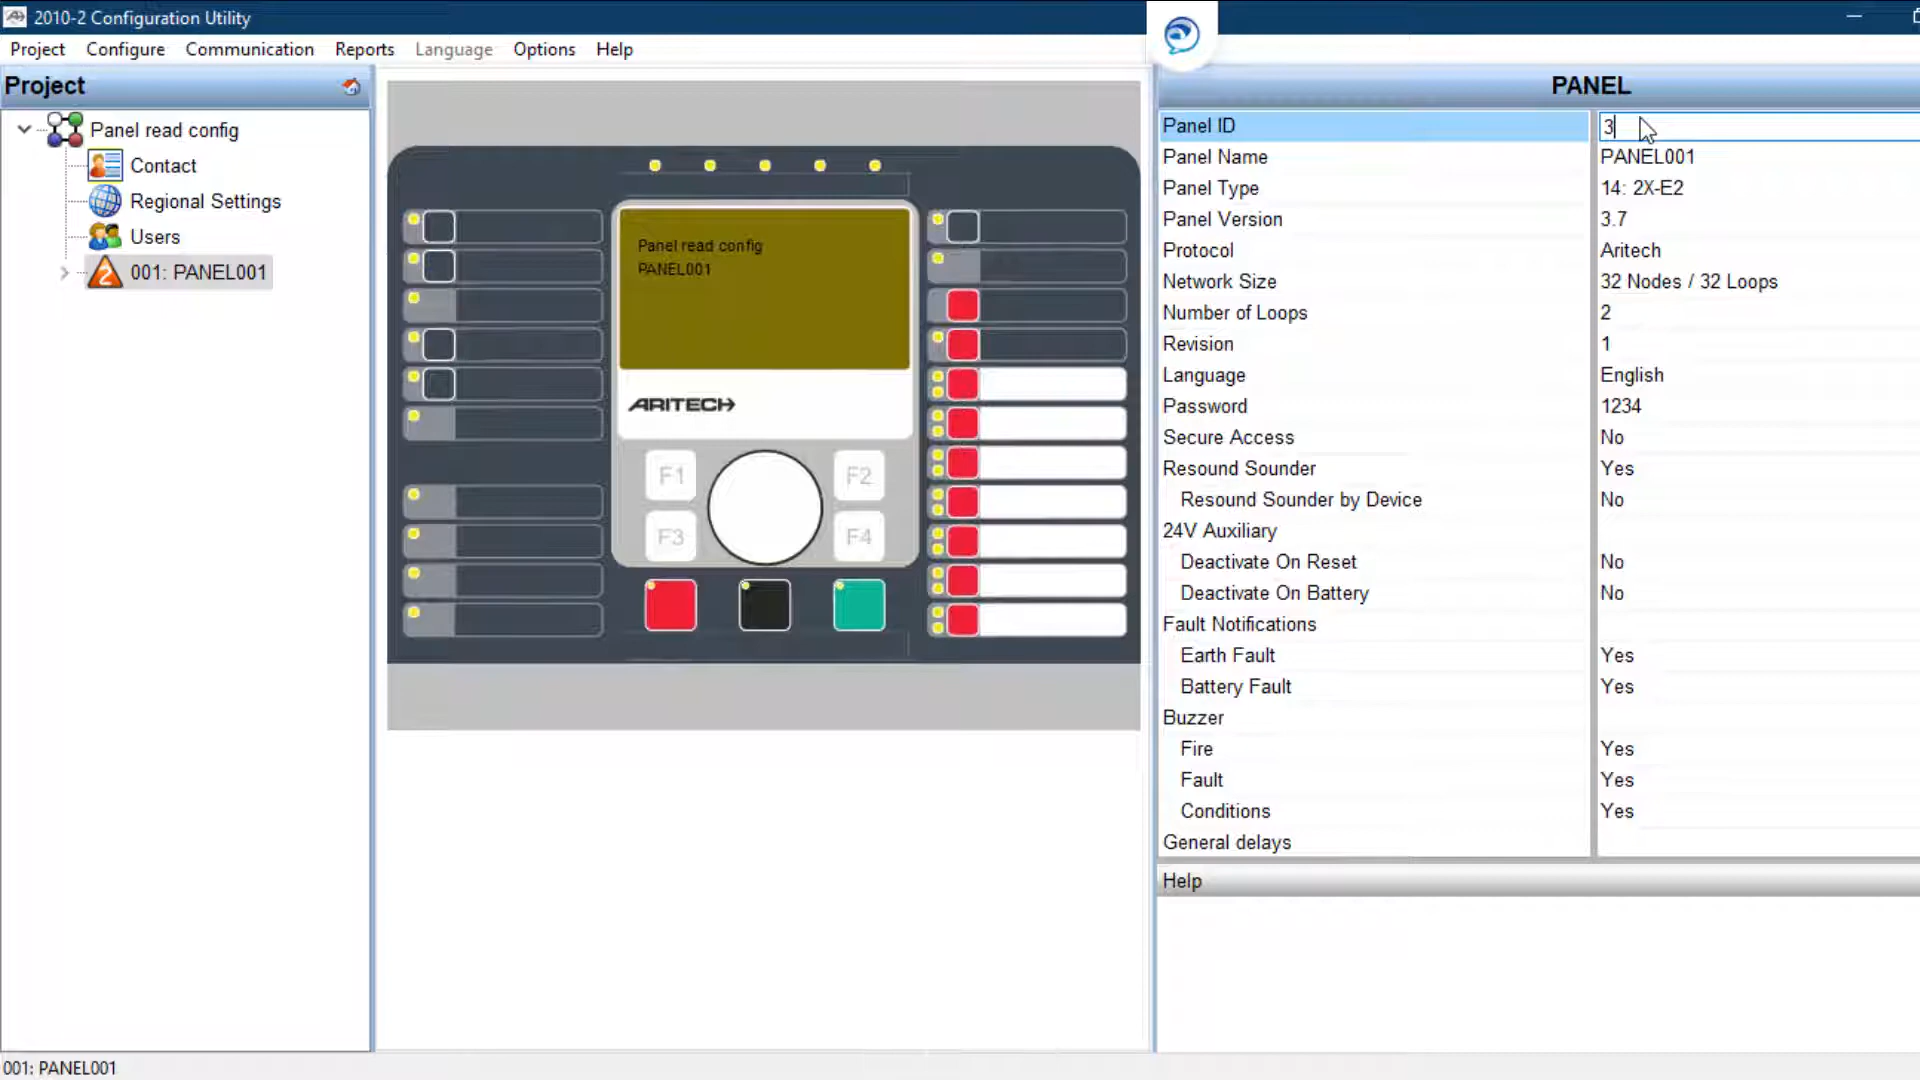 2010-2 Configuration Utility
Project Configure Communication Reports Language Options Help
Project
Panel read config
Contact
Regional Settings
Users
2 001: PANEL001
Panel read config
PANEL001
ARITECH
F1 F2
F3 F4
PANEL
Panel ID 3
Panel Name PANEL001
Panel Type 14: 2X-E2
Panel Version 3.7
Protocol Aritech
Network Size 32 Nodes / 32 Loops
Number of Loops 2
Revision 1
Language English
Password 1234
Secure Access No
Resound Sounder Yes
Resound Sounder by Device No
24V Auxiliary
Deactivate On Reset No
Deactivate On Battery No
Fault Notifications
Earth Fault Yes
Battery Fault Yes
Buzzer
Fire Yes
Fault Yes
Conditions Yes
General delays
Help
001: PANEL001